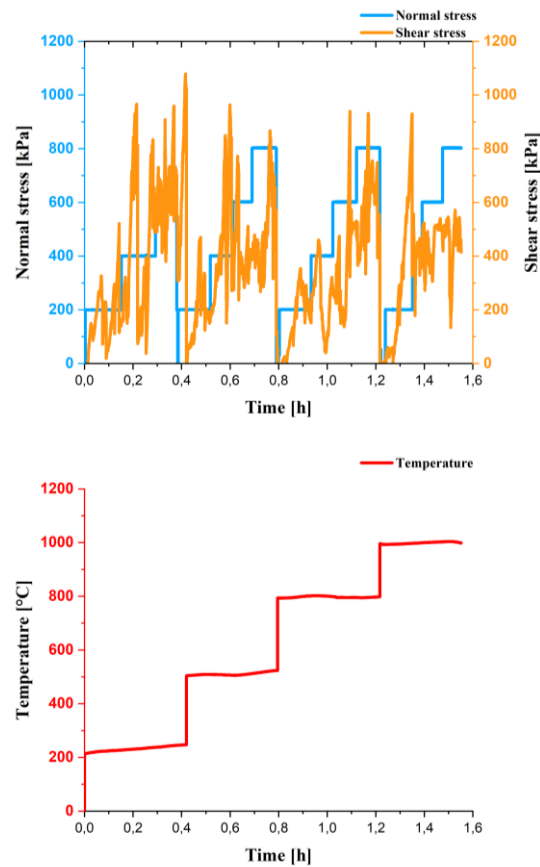 Normal stress
Shear stress
1200
1000
800
600
400
200
0
Normal stress [kPa]
1200
1000
800
600
400
200
0
Shear stress [kPa]
0,0 0,2 0,4 0,6 0,8 1,0 1,2 1,4 1,6
Time [h]
Temperature
1200
1000
800
600
400
200
0
Temperature [°C]
0,0 0,2 0,4 0,6 0,8 1,0 1,2 1,4 1,6
Time [h]